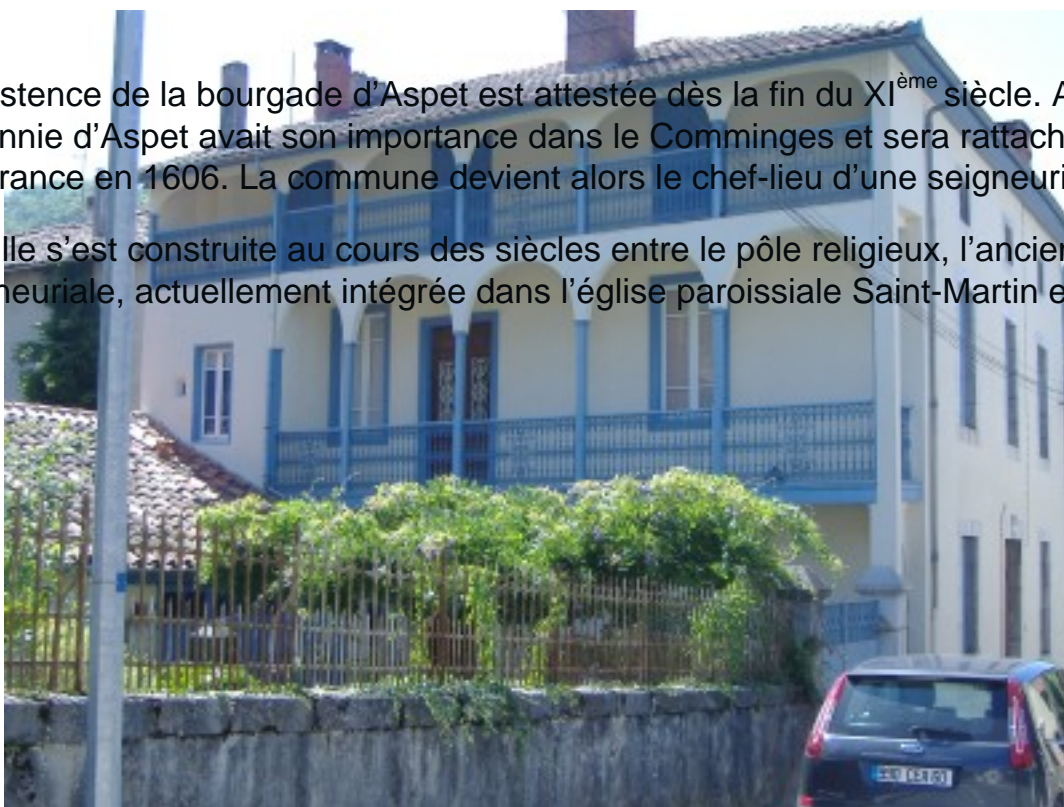 stence de la bourgade d’Aspet est attestée dès la fin du XIème siècle. A
nnie d’Aspet avait son importance dans le Comminges et sera rattach
rance en 1606. La commune devient alors le chef-lieu d’une seigneuri
lle s’est construite au cours des siècles entre le pôle religieux, l’ancien
neuriale, actuellement intégrée dans l’église paroissiale Saint-Martin e